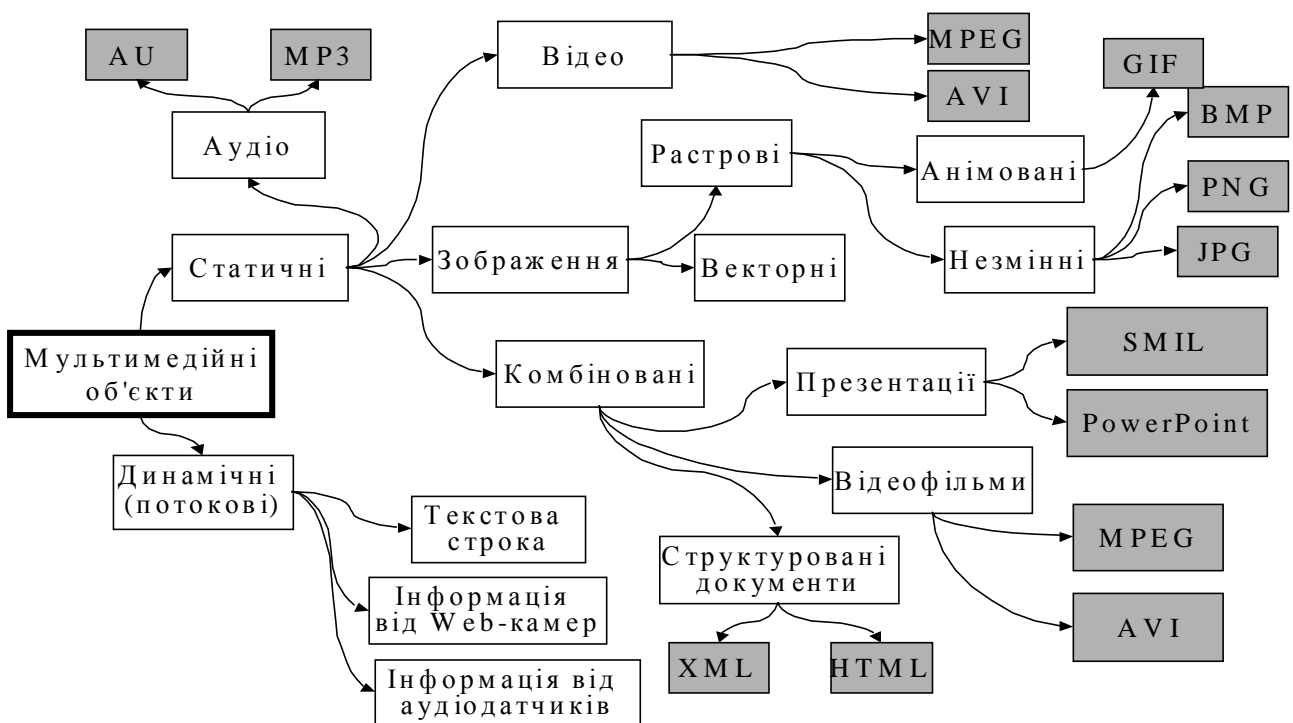 Відео
MPEG
AVI
AU
MP3
GIF
BMP
Аудіо
Растрові
Анімовані
PNG
Статичні
Зображення
Векторні
Незмінні
JPG
Мультимедійні
об'єкти
Комбіновані
Презентації
SMIL
PowerPoint
Динамічні
(потокові)
Відеофільми
Текстова
строка
Структуровані
документи
MPEG
Інформація
від Web-камер
AVI
XML
HTML
Інформація від
аудіодатчиків